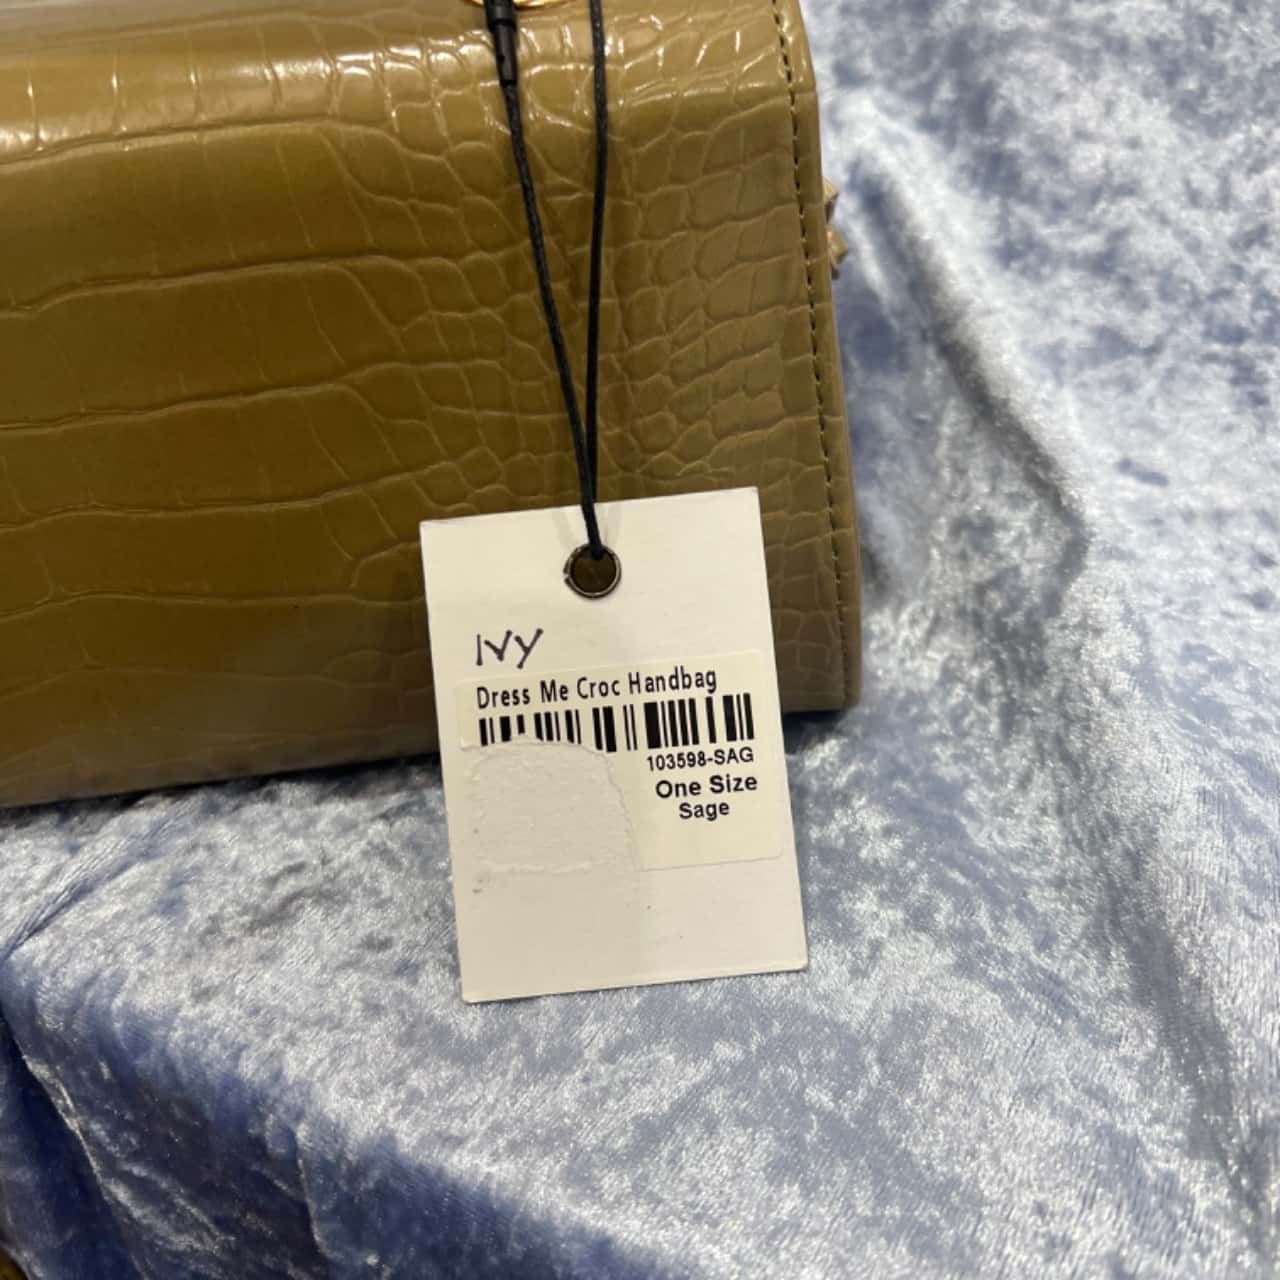 IVY
Dress Me Croc Handbag
103598-SAG
One Size
Sage